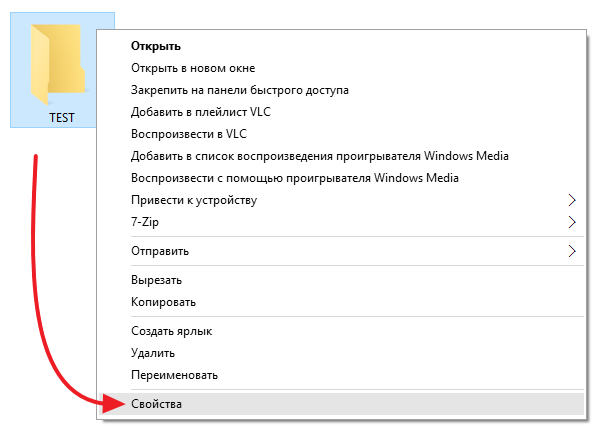 TEST
Открыть
Открыть в новом окне
Закрепить на панели быстрого доступа
Добавить в плейлист VLC
Воспроизвести в VLC
Добавить в список воспроизведения проигрывателя Windows Media
Воспроизвести с помощью проигрывателя Windows Media
Привести к устройству
7-Zip
Отправить
Вырезать
Копировать
Создать ярлык
Удалить
Переименовать
Свойства